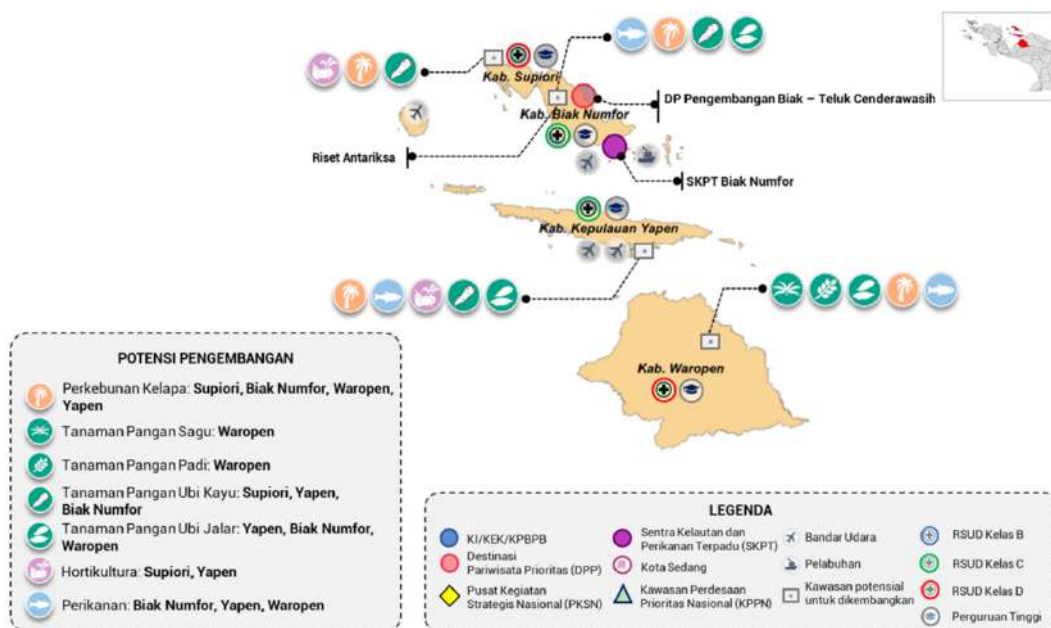 Kab. Supiori
DP Pengembangan Biak – Teluk Cenderawasih
Kab. Biak Numfor
Riset Antariksa
SKPT Biak Numfor
Kab. Kepulauan Yapen
Kab. Waropen
POTENSI PENGEMBANGAN
Perkebunan Kelapa: Supiori, Biak Numfor, Waropen,
Yapen
Tanaman Pangan Sagu: Waropen
Tanaman Pangan Padi: Waropen
Tanaman Pangan Ubi Kayu: Supiori, Yapen,
Biak Numfor
Tanaman Pangan Ubi Jalar: Yapen, Biak Numfor,
Waropen
Hortikultura: Supiori, Yapen
Perikanan: Biak Numfor, Yapen, Waropen
LEGENDA
KI/KEK/KPBPB
Destinasi
Pariwisata Prioritas (DPP)
Pusat Kegiatan
Strategis Nasional (PKSN)
Sentra Kelautan dan
Perikanan Terpadu (SKPT)
Kota Sedang
Kawasan Perdesaan
Prioritas Nasional (KPPN)
Bandar Udara
Pelabuhan
Kawasan potensial
untuk dikembangkan
RSUD Kelas B
RSUD Kelas C
RSUD Kelas D
Perguruan Tinggi